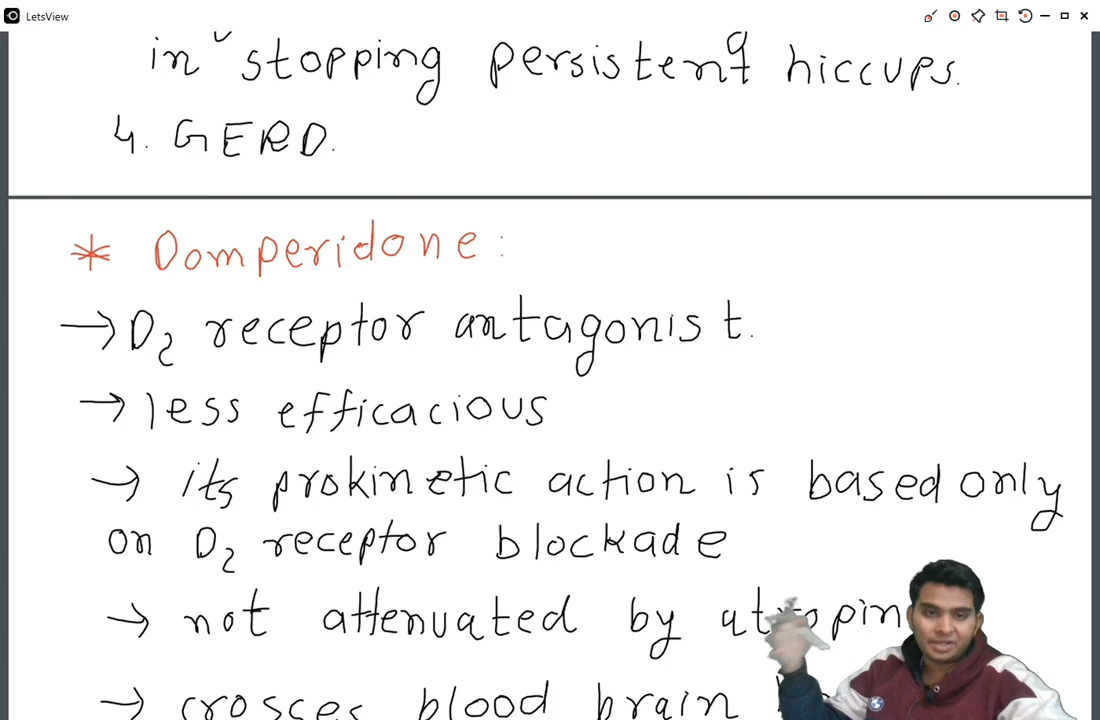 LetsView
in stopping persistent hiccups.
4. GERD.
* Domperidone:
→ D2 receptor antagonist.
→ less efficacious
→ its prokinetic action is based only
on D2 receptor blockade
→ not attenuated by atropin
→ crosses blood brain